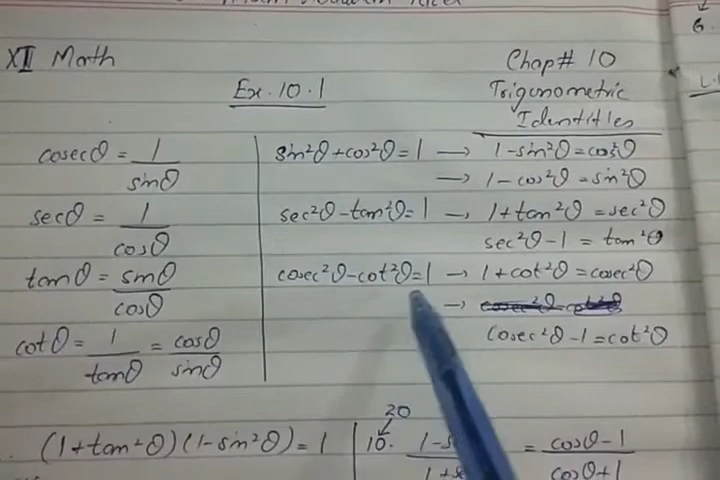 XII Math
Chap# 10
Ex. 10.1
Trigonometric
Identities
cosecθ = 1/sinθ
secθ = 1/cosθ
tanθ = sinθ/cosθ
cotθ = 1/tanθ = cosθ/sinθ
sin²θ+cos²θ=1 → 1-sin²θ=cos²θ
→ 1-cos²θ=sin²θ
sec²θ-tan²θ=1 → 1+tan²θ=sec²θ
sec²θ-1=tan²θ
cosec²θ-cot²θ=1 → 1+cot²θ=cosec²θ
→
cosec²θ-1=cot²θ
(1+tan²θ)(1-sin²θ)=1
20
10.
= cosθ-1/cosθ+1
6.